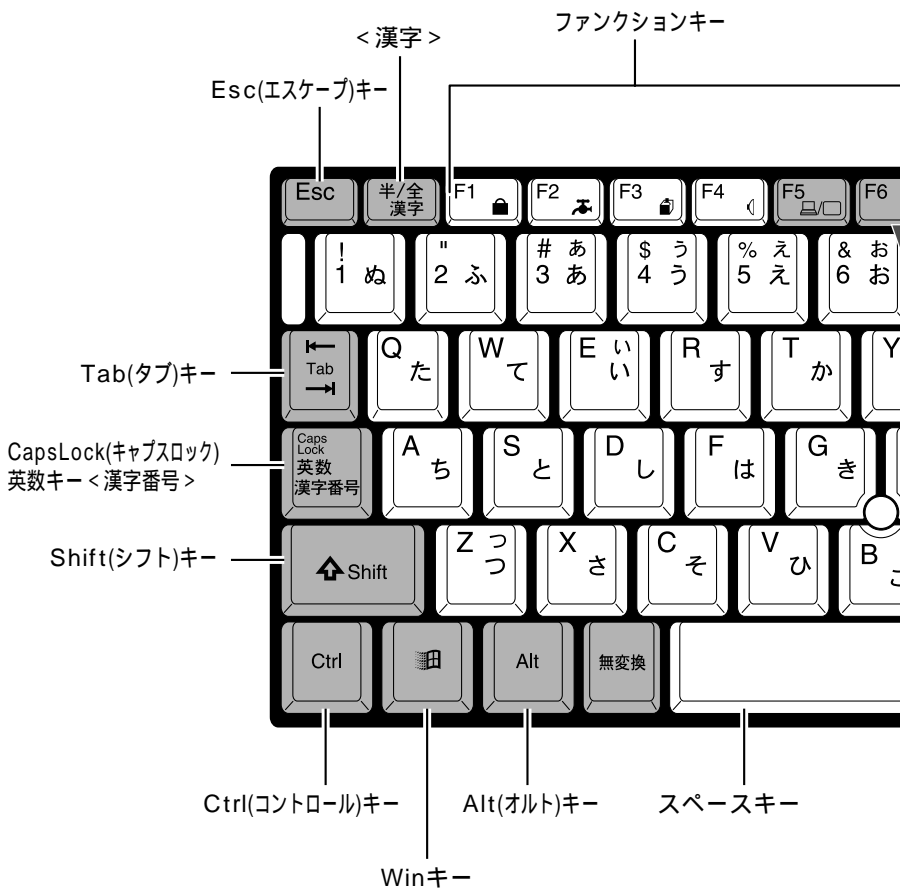 ファンクションキー
<漢字>
Esc(エスケープ)キー
Esc
半/全
漢字
F1
F2
F3
F4
F5
F6
!
1 ぬ
"
2 ふ
# ぁ
3 あ
$ ぅ
4 う
% ぇ
5 え
& ぉ
6 お
Tab(タブ)キー
Tab
Q た
W て
E ぃ
い
R す
T か
Y
CapsLock(キャプスロック)
英数キー<漢字番号>
Caps
Lock
英数
漢字番号
A ち
S と
D し
F は
G き
Shift(シフト)キー
Shift
Z っ
つ
X さ
C そ
V ひ
B
Ctrl
Alt
無変換
Ctrl(コントロール)キー
Alt(オルト)キー
スペースキー
Winキー